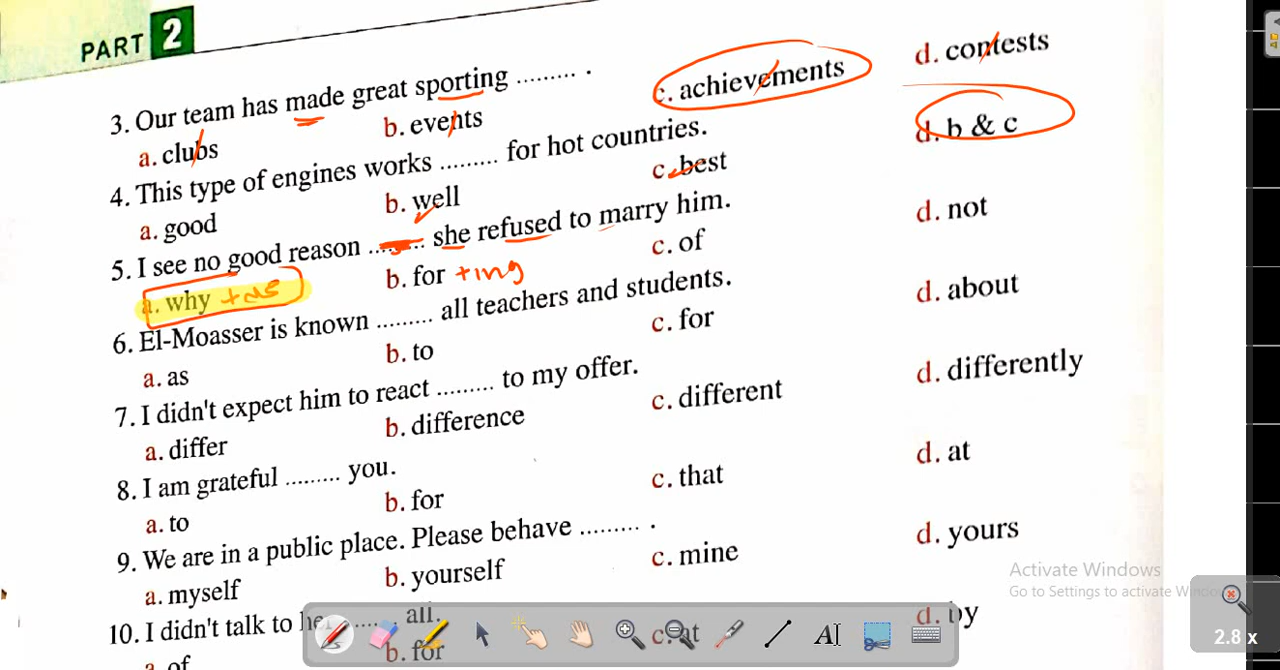 PART 2
3. Our team has made great sporting ......... .
a. clubs b. events c. achievements d. contests
4. This type of engines works ......... for hot countries.
a. good b. well c. best d. b & c
5. I see no good reason ......... she refused to marry him.
a. why b. for +ing c. of d. not
6. El-Moasser is known ......... all teachers and students.
a. as b. to c. for d. about
7. I didn't expect him to react ......... to my offer.
a. differ b. difference c. different d. differently
8. I am grateful ......... you.
a. to b. for c. that d. at
9. We are in a public place. Please behave ......... .
a. myself b. yourself c. mine d. yours
10. I didn't talk to ......... all.
a. of b. for c. at d. by
Activate Windows
Go to Settings to activate
2.8 x